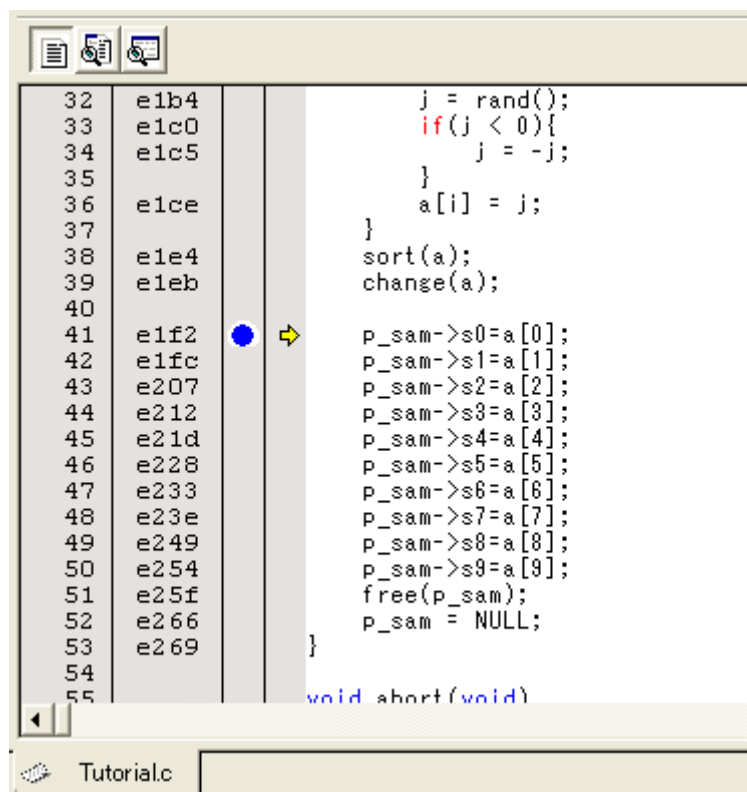 32 e1b4 j = rand();
33 e1c0 if(j < 0){
34 e1c5 j = -j;
35 }
36 e1ce a[i] = j;
37 }
38 e1e4 sort(a);
39 e1eb change(a);
40
41 e1f2 p_sam->s0=a[0];
42 e1fc p_sam->s1=a[1];
43 e207 p_sam->s2=a[2];
44 e212 p_sam->s3=a[3];
45 e21d p_sam->s4=a[4];
46 e228 p_sam->s5=a[5];
47 e233 p_sam->s6=a[6];
48 e23e p_sam->s7=a[7];
49 e249 p_sam->s8=a[8];
50 e254 p_sam->s9=a[9];
51 e25f free(p_sam);
52 e266 p_sam = NULL;
53 e269 }
54
55 void abort(void)
Tutorial.c